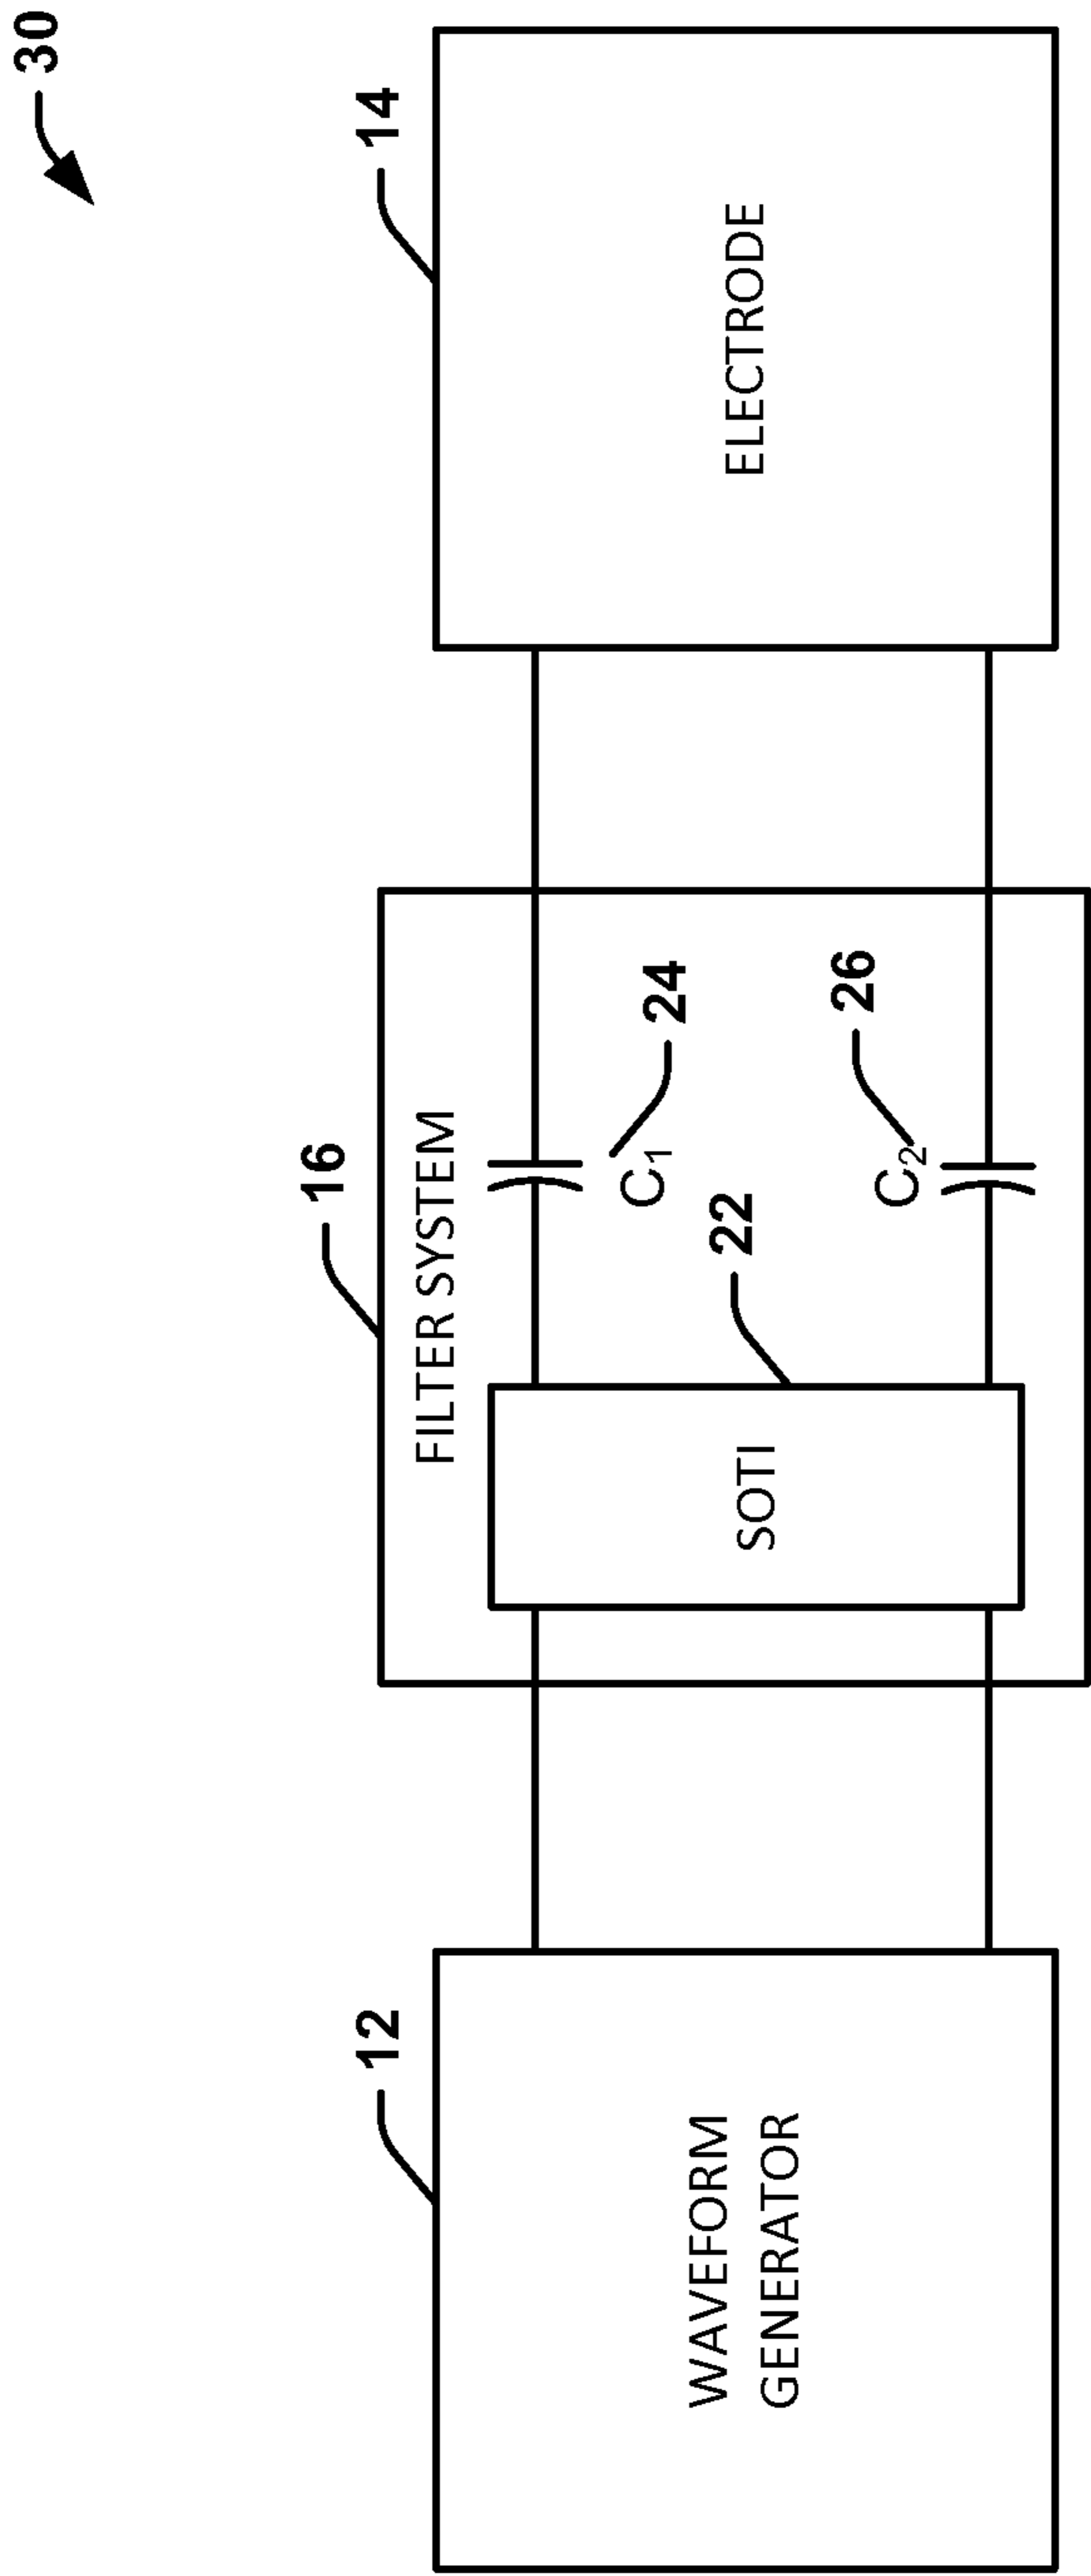 30
12
WAVEFORM
GENERATOR
16
FILTER SYSTEM
SOTI
22
C₁
24
C₂
26
14
ELECTRODE